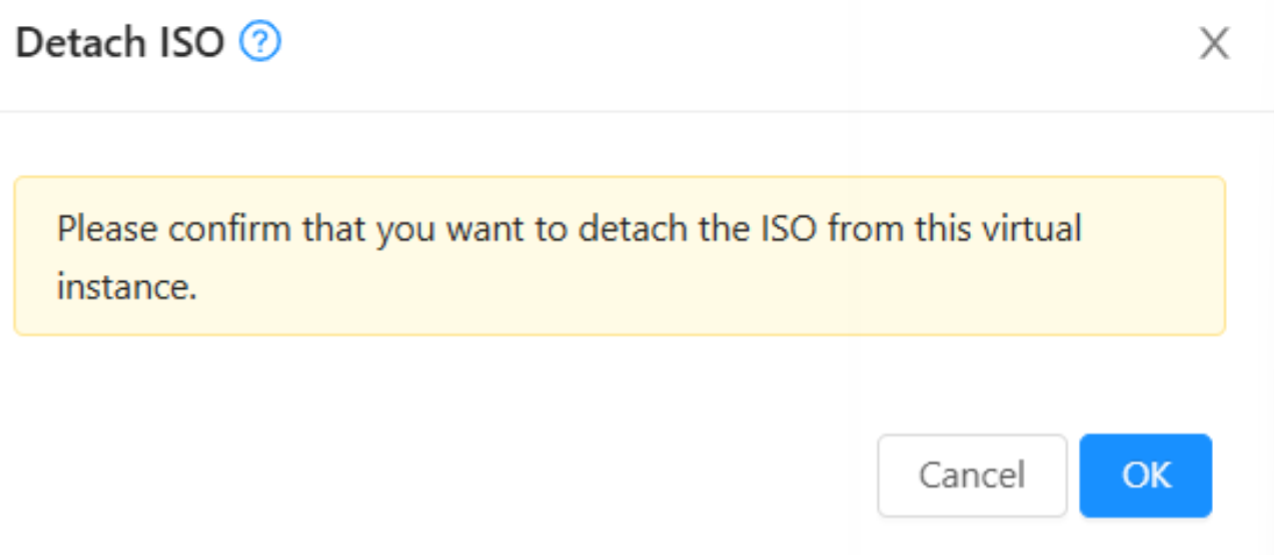 Detach ISO ?
X
Please confirm that you want to detach the ISO from this virtual
instance.
Cancel OK